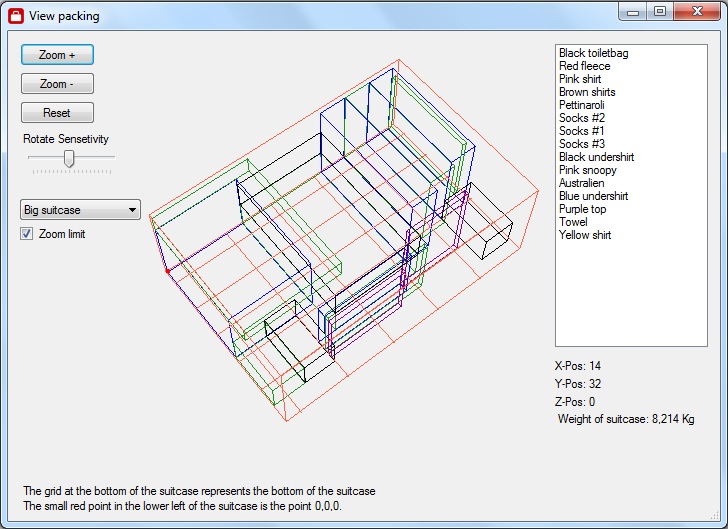 View packing
Zoom +
Zoom -
Reset
Rotate Sensetivity
Big suitcase
Zoom limit
Black toiletbag
Red fleece
Pink shirt
Brown shirts
Pettinaroli
Socks #2
Socks #1
Socks #3
Black undershirt
Pink snoopy
Australien
Blue undershirt
Purple top
Towel
Yellow shirt
X-Pos: 14
Y-Pos: 32
Z-Pos: 0
Weight of suitcase: 8,214 Kg
The grid at the bottom of the suitcase represents the bottom of the suitcase
The small red point in the lower left of the suitcase is the point 0,0,0.